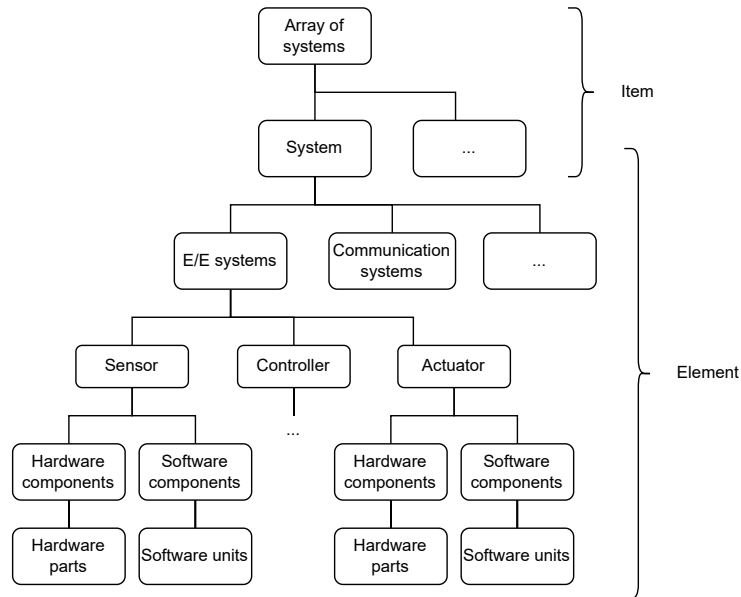 Array of
systems
Item
System
...
E/E systems
Communication
systems
...
Element
Sensor
Controller
Actuator
...
Hardware
components
Software
components
Hardware
components
Software
components
Hardware
parts
Software units
Hardware
parts
Software units